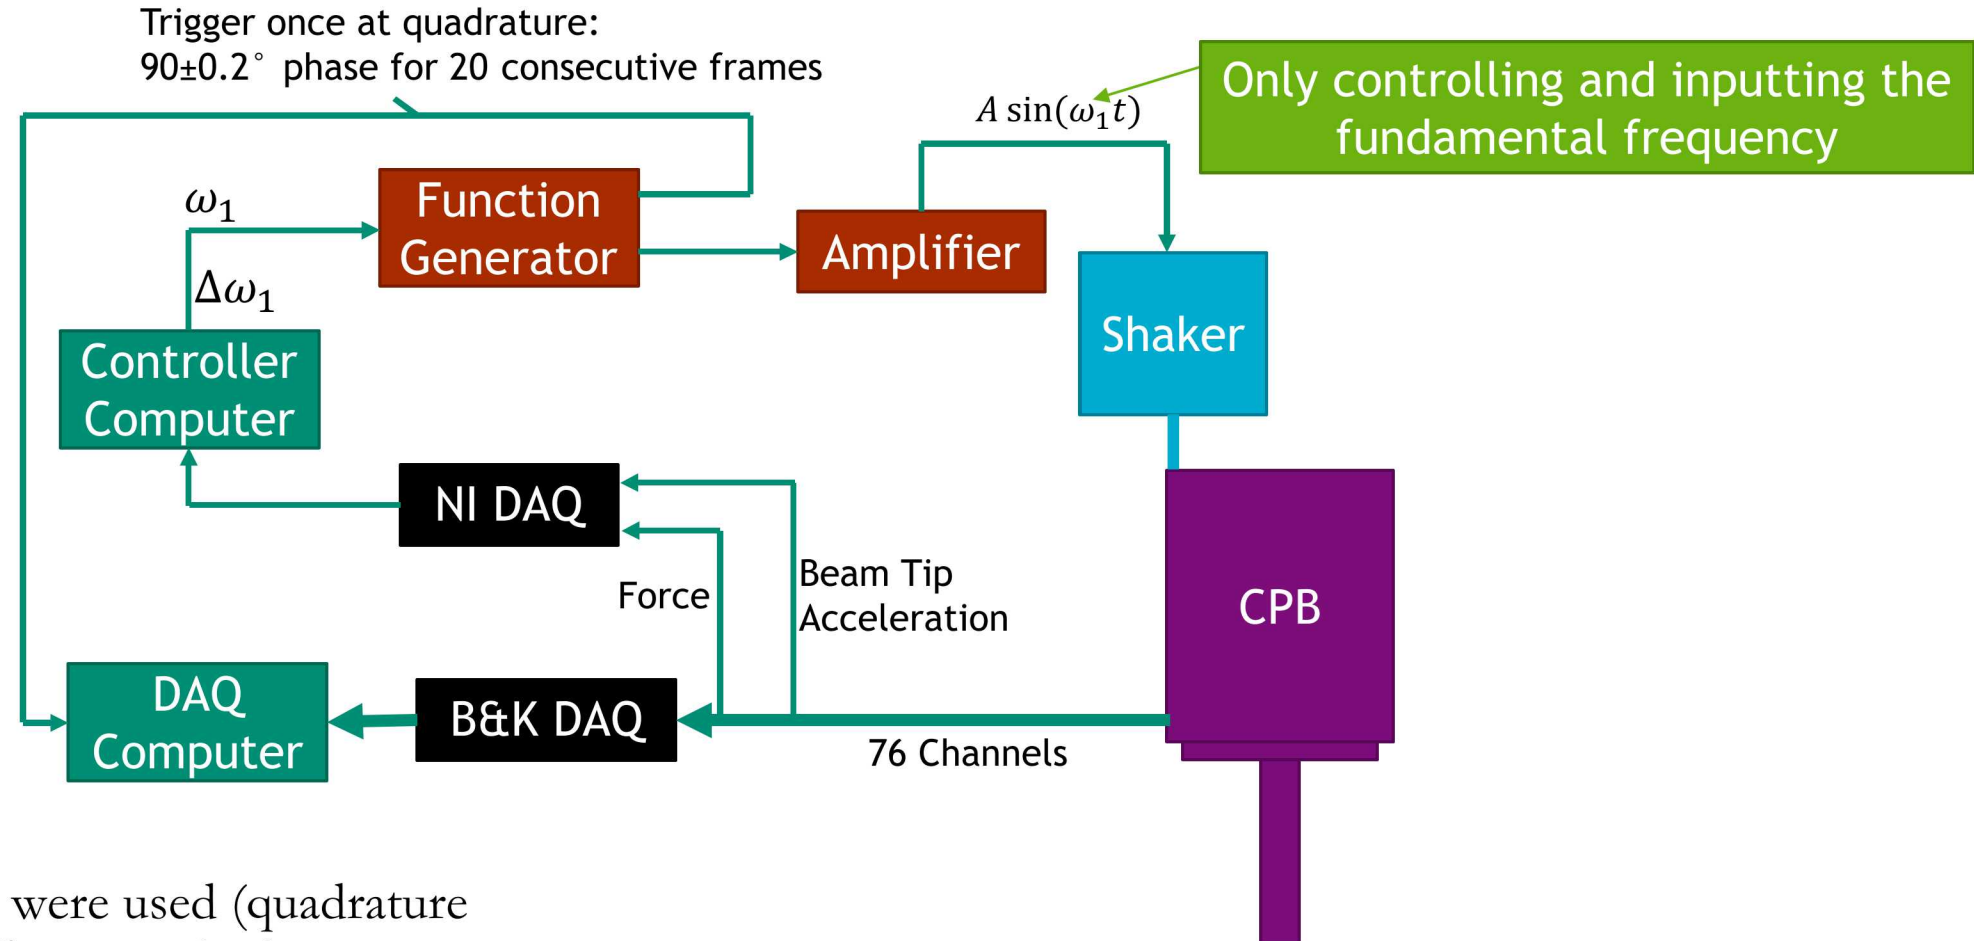 Trigger once at quadrature:
90±0.2° phase for 20 consecutive frames
A sin(ω₁t)
Only controlling and inputting the
fundamental frequency
ω₁
Function
Generator
Amplifier
Δω₁
Shaker
Controller
Computer
NI DAQ
Force
Beam Tip
Acceleration
CPB
DAQ
Computer
B&K DAQ
76 Channels
were used (quadrature